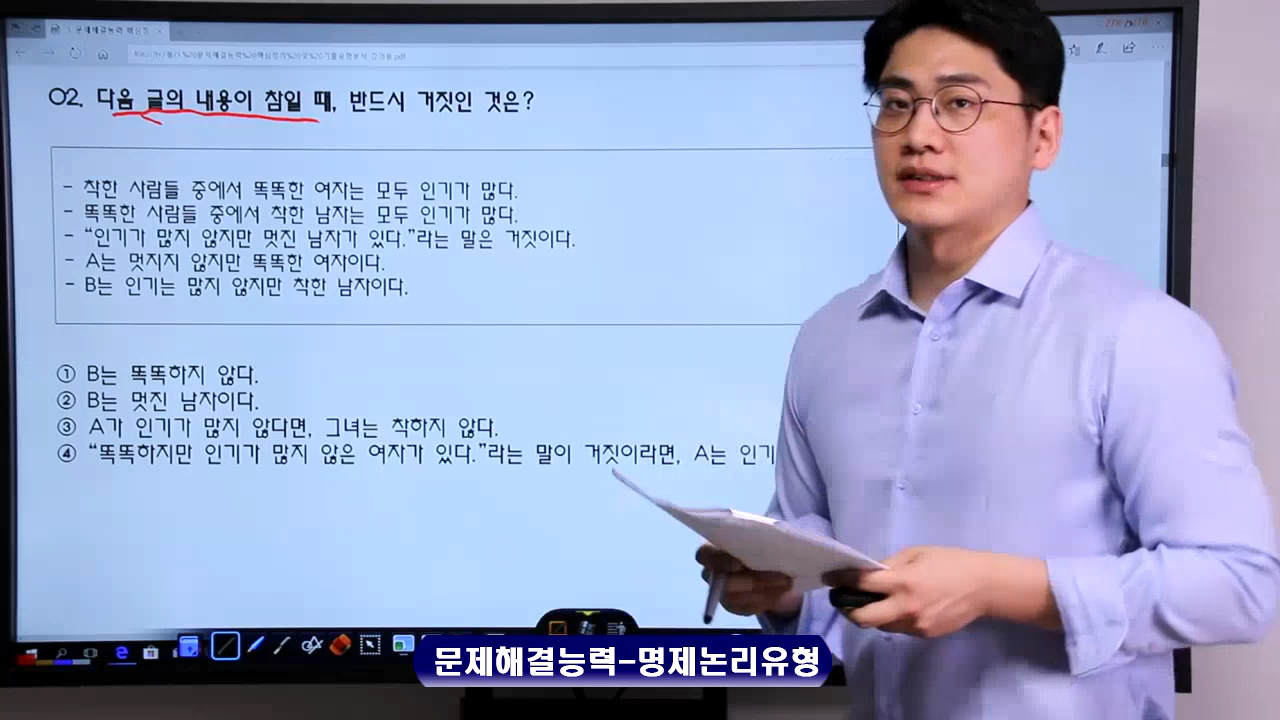 02. 다음 글의 내용이 참일 때, 반드시 거짓인 것은?
- 착한 사람들 중에서 똑똑한 여자는 모두 인기가 많다.
- 똑똑한 사람들 중에서 착한 남자는 모두 인기가 많다.
- “인기가 많지 않지만 멋진 남자가 있다.”라는 말은 거짓이다.
- A는 멋지지 않지만 똑똑한 여자이다.
- B는 인기는 많지 않지만 착한 남자이다.
① B는 똑똑하지 않다.
② B는 멋진 남자이다.
③ A가 인기가 많지 않다면, 그녀는 착하지 않다.
④ “똑똑하지만 인기가 많지 않은 여자가 있다.”라는 말이 거짓이라면, A는 인기
문제해결능력-명제논리유형